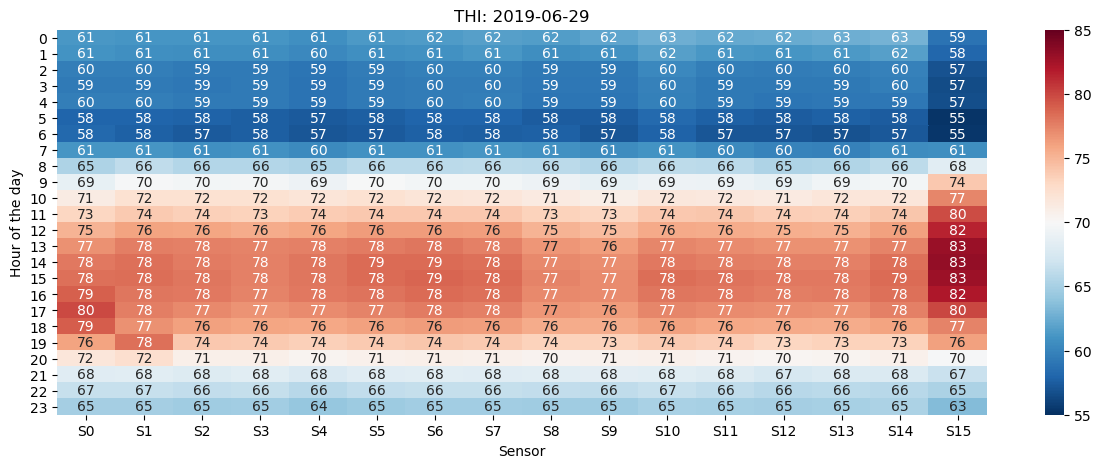 THI: 2019-06-29
0 61 61 61 61 61 61 62 62 62 62 63 62 62 63 63 59
1 61 61 61 61 60 61 61 61 61 61 62 61 61 61 62 58
2 60 60 59 59 59 59 60 60 59 59 60 60 59 60 60 57
3 59 59 59 59 59 59 60 60 59 59 60 59 59 59 59 57
4 60 60 59 59 59 59 60 60 59 59 60 59 59 59 59 57
5 58 58 58 58 57 58 58 58 58 58 58 58 58 58 58 55
6 58 58 57 58 57 57 58 58 58 57 58 57 57 57 57 55
7 61 61 61 61 60 61 61 61 61 61 61 60 60 60 61 61
8 65 66 66 66 65 66 66 66 66 66 66 66 65 66 66 68
9 69 70 70 70 69 70 70 70 69 69 69 69 69 69 70 74
10 71 72 72 72 72 72 72 72 71 71 72 72 71 72 72 77
11 73 74 74 73 74 74 74 74 73 73 74 74 74 74 74 80
12 75 76 76 76 76 76 76 76 75 75 76 76 75 75 76 82
13 77 78 78 77 78 78 78 78 77 76 77 77 77 77 77 83
14 78 78 78 78 78 79 79 78 77 77 78 78 78 78 78 83
15 78 78 78 78 78 78 79 78 77 77 78 78 78 78 79 83
16 79 78 78 77 78 78 78 78 77 77 78 78 78 78 78 82
17 80 78 77 77 77 77 78 78 77 76 77 77 77 77 78 80
18 79 77 76 76 76 76 76 76 76 76 76 76 76 76 76 77
19 76 78 74 74 74 74 74 74 74 73 74 74 73 73 73 76
20 72 72 71 71 70 71 71 71 70 71 71 71 70 70 71 70
21 68 68 68 68 68 68 68 68 68 68 68 68 67 68 68 67
22 67 67 66 66 66 66 66 66 66 66 67 66 66 66 66 65
23 65 65 65 65 64 65 65 65 65 65 65 65 65 65 65 63
S0 S1 S2 S3 S4 S5 S6 S7 S8 S9 S10 S11 S12 S13 S14 S15
Sensor
Hour of the day
85
80
75
70
65
60
55